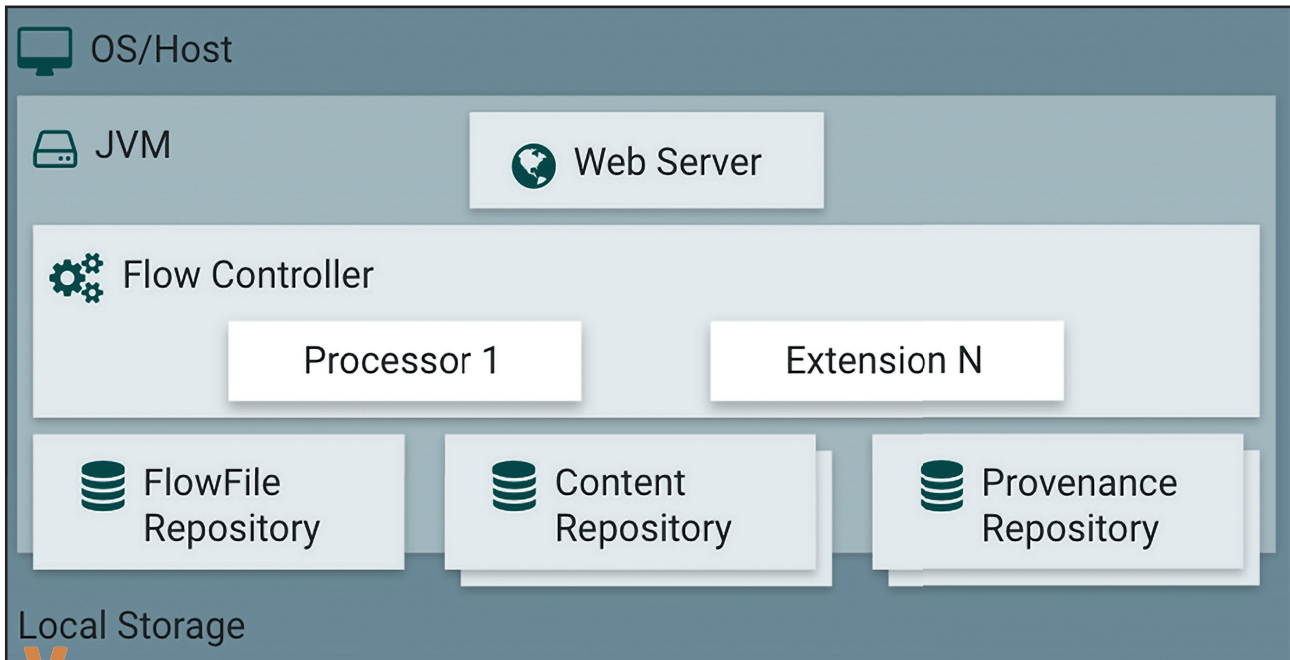 OS/Host
JVM
Web Server
Flow Controller
Processor 1
Extension N
FlowFile
Repository
Content
Repository
Provenance
Repository
Local Storage